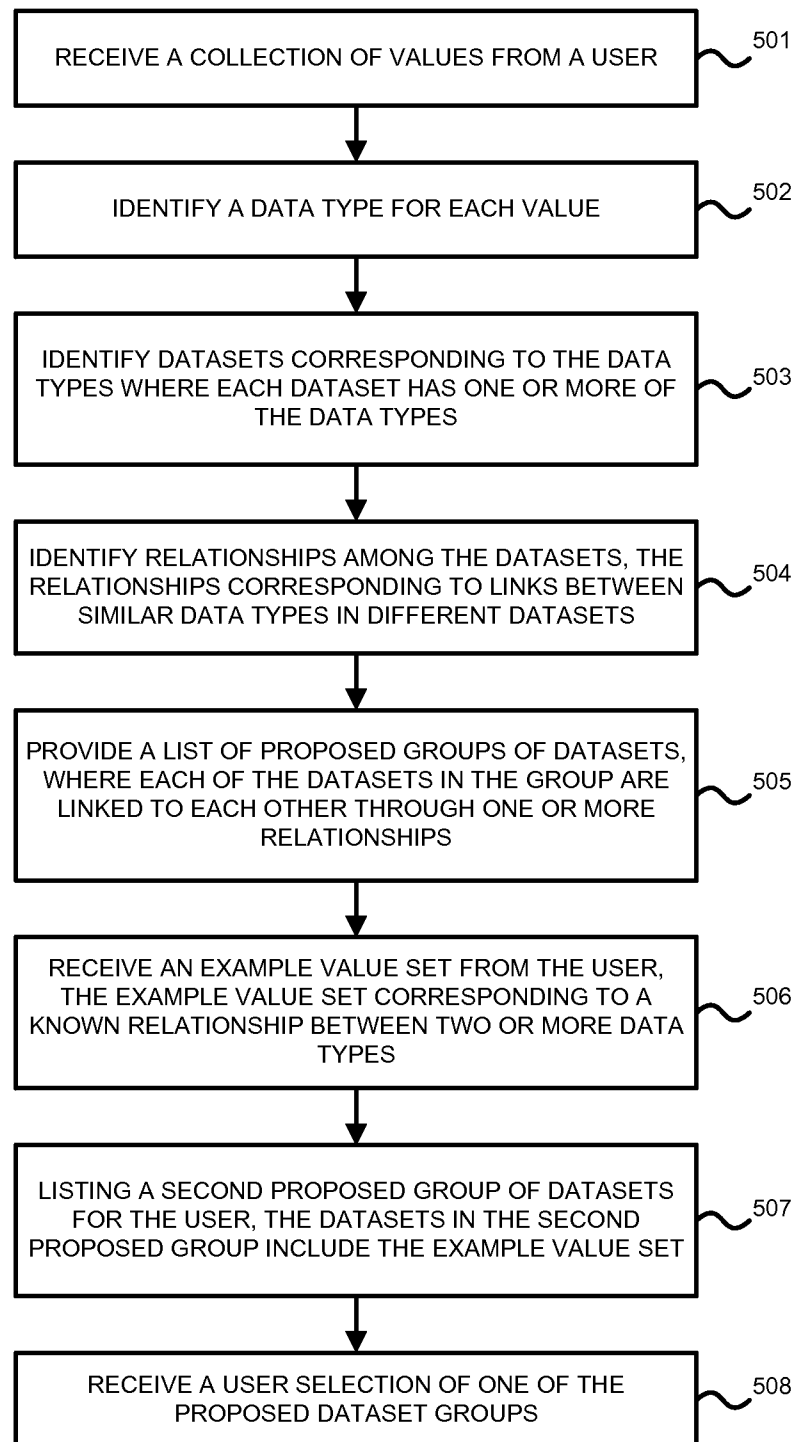 RECEIVE A COLLECTION OF VALUES FROM A USER
501
IDENTIFY A DATA TYPE FOR EACH VALUE
502
IDENTIFY DATASETS CORRESPONDING TO THE DATA
TYPES WHERE EACH DATASET HAS ONE OR MORE OF
THE DATA TYPES
503
IDENTIFY RELATIONSHIPS AMONG THE DATASETS, THE
RELATIONSHIPS CORRESPONDING TO LINKS BETWEEN
SIMILAR DATA TYPES IN DIFFERENT DATASETS
504
PROVIDE A LIST OF PROPOSED GROUPS OF DATASETS,
WHERE EACH OF THE DATASETS IN THE GROUP ARE
LINKED TO EACH OTHER THROUGH ONE OR MORE
RELATIONSHIPS
505
RECEIVE AN EXAMPLE VALUE SET FROM THE USER,
THE EXAMPLE VALUE SET CORRESPONDING TO A
KNOWN RELATIONSHIP BETWEEN TWO OR MORE DATA
TYPES
506
LISTING A SECOND PROPOSED GROUP OF DATASETS
FOR THE USER, THE DATASETS IN THE SECOND
PROPOSED GROUP INCLUDE THE EXAMPLE VALUE SET
507
RECEIVE A USER SELECTION OF ONE OF THE
PROPOSED DATASET GROUPS
508